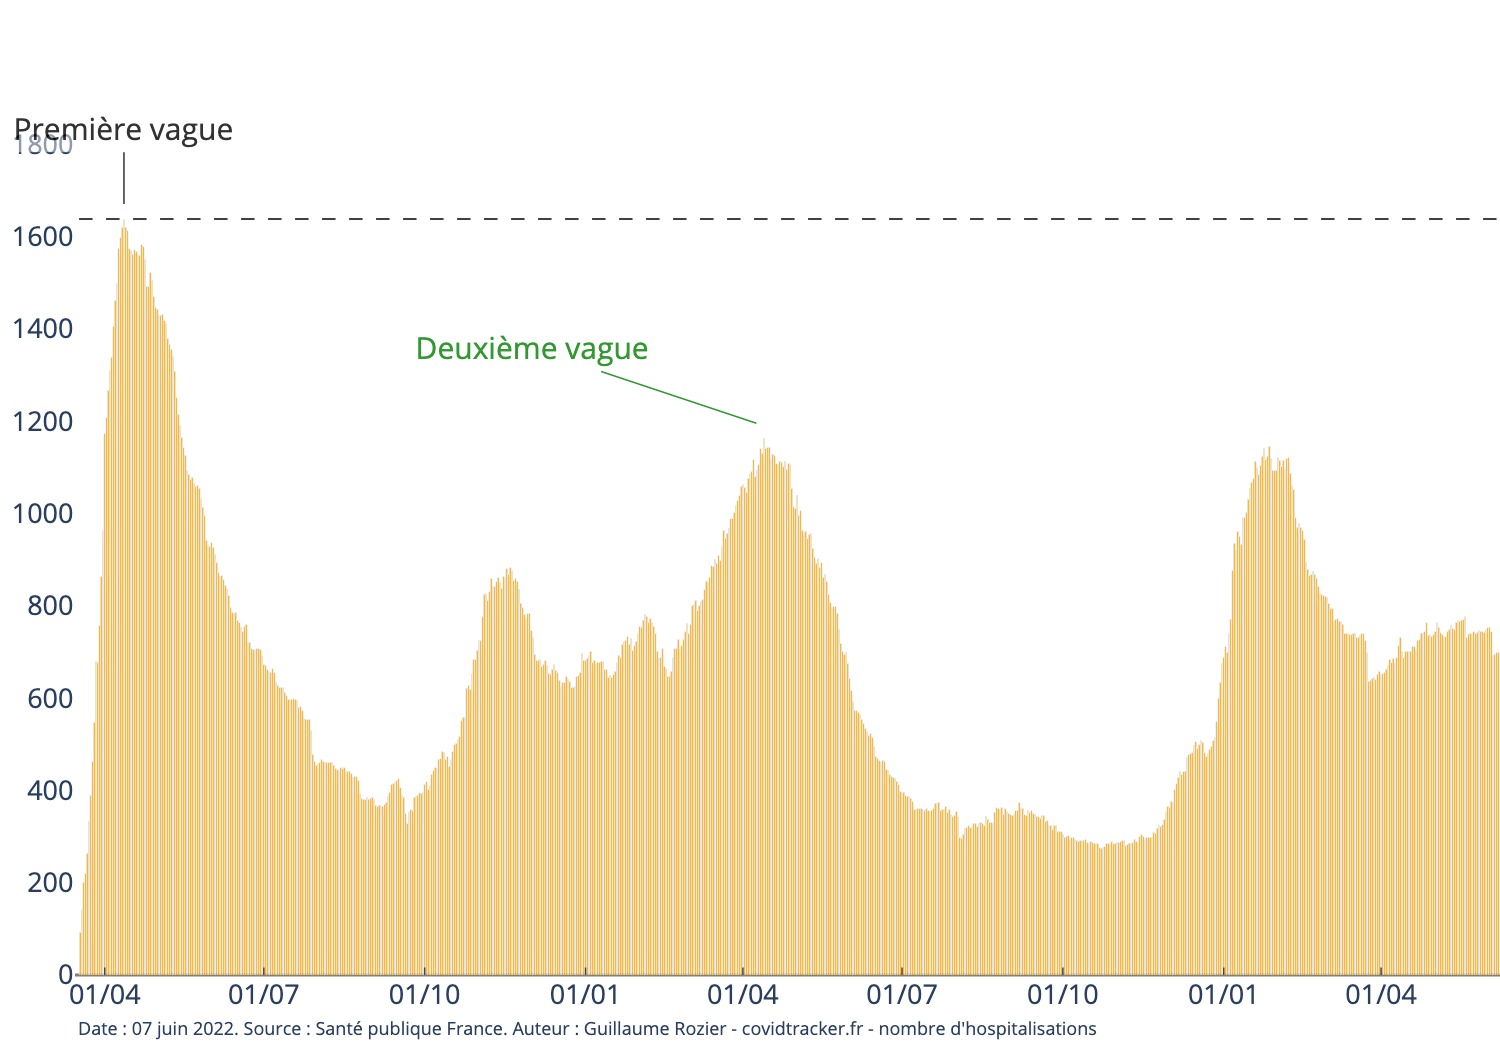 Première vague
1800
1600
1400
Deuxième vague
1200
1000
800
600
400
200
0
01/04 01/07 01/10 01/01 01/04 01/07 01/10 01/01 01/04
Date : 07 juin 2022. Source : Santé publique France. Auteur : Guillaume Rozier - covidtracker.fr - nombre d'hospitalisations